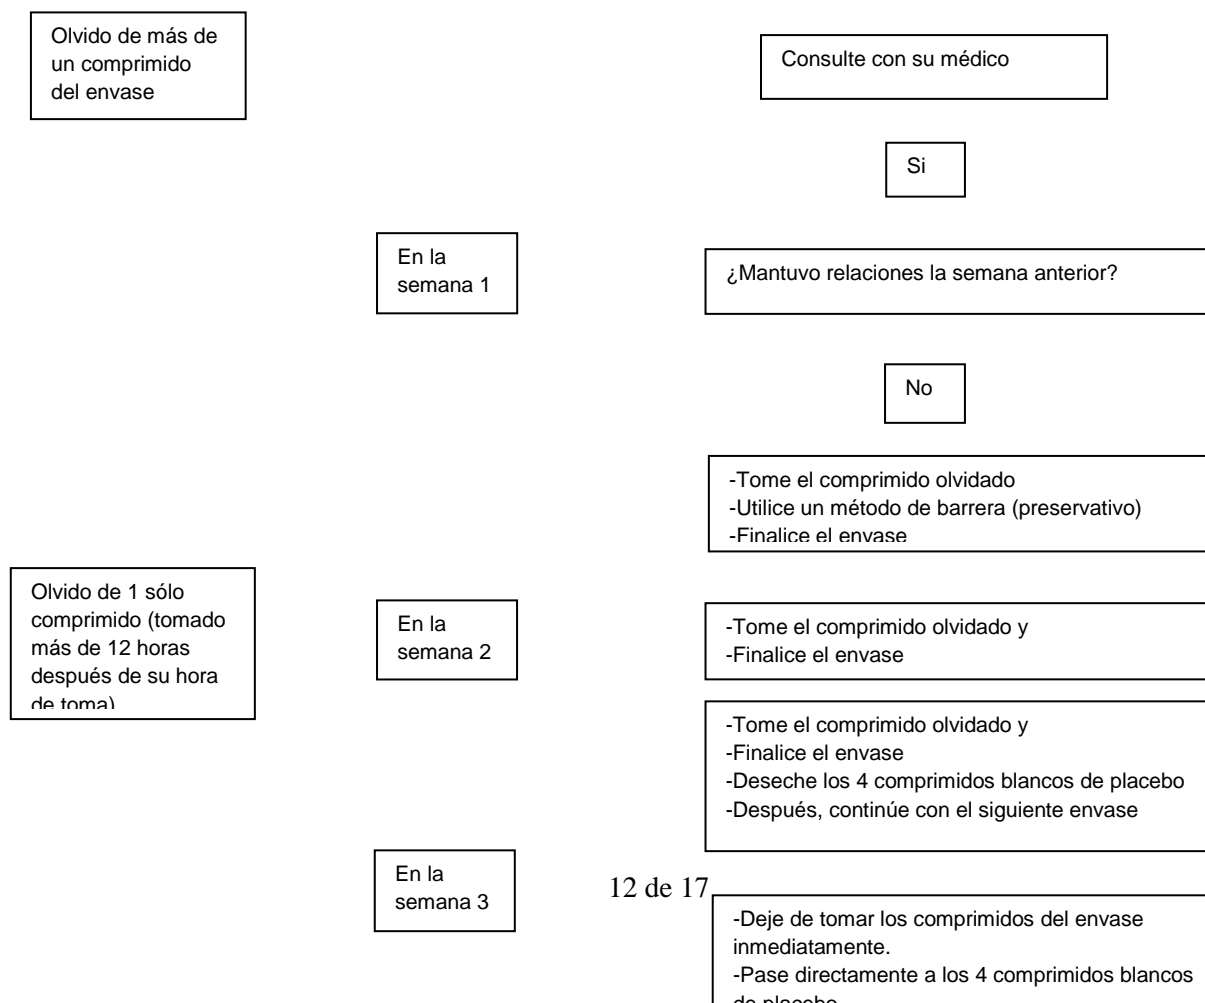 Olvido de más de
un comprimido
del envase
Consulte con su médico
Si
En la
semana 1
¿Mantuvo relaciones la semana anterior?
No
-Tome el comprimido olvidado
-Utilice un método de barrera (preservativo)
-Finalice el envase
Olvido de 1 sólo
comprimido (tomado
más de 12 horas
después de su hora
de toma)
En la
semana 2
-Tome el comprimido olvidado y
-Finalice el envase
-Tome el comprimido olvidado y
-Finalice el envase
-Deseche los 4 comprimidos blancos de placebo
-Después, continúe con el siguiente envase
En la
semana 3
12 de 17
-Deje de tomar los comprimidos del envase
inmediatamente.
-Pase directamente a los 4 comprimidos blancos
de placebo